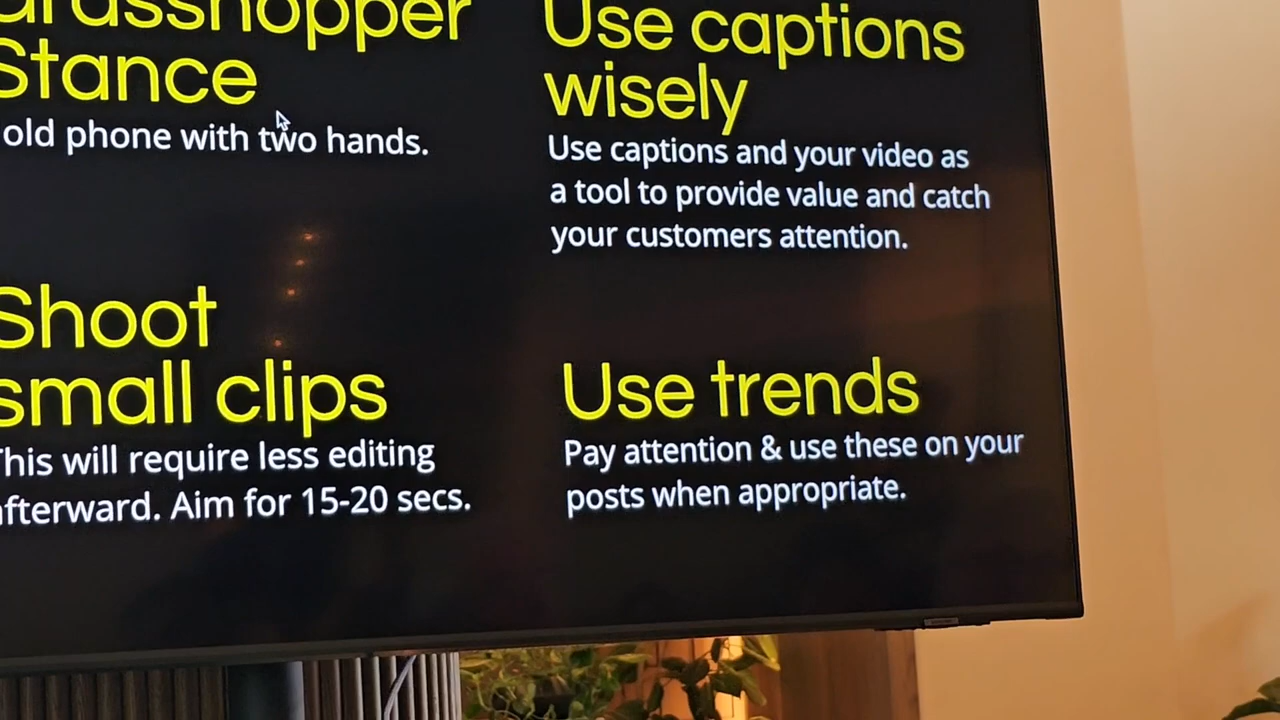 Stance
phone with two hands.
Shoot
small clips
This will require less editing
afterward. Aim for 15-20 secs.
Use captions
wisely
Use captions and your video as
a tool to provide value and catch
your customers attention.
Use trends
Pay attention & use these on your
posts when appropriate.